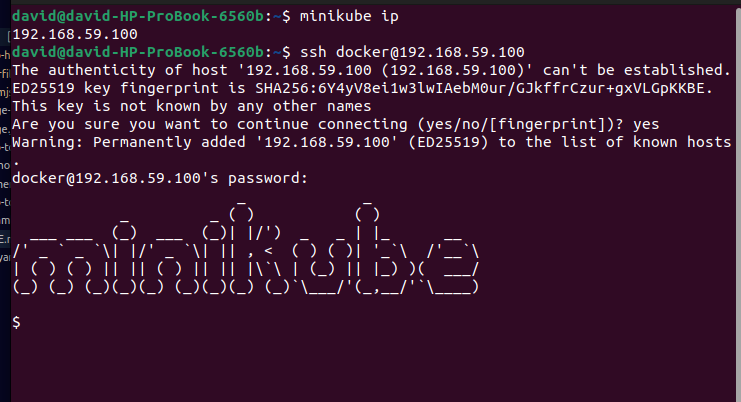 david@david-HP-ProBook-6560b:~$ minikube ip
192.168.59.100
david@david-HP-ProBook-6560b:~$ ssh docker@192.168.59.100
The authenticity of host '192.168.59.100 (192.168.59.100)' can't be established.
ED25519 key fingerprint is SHA256:6Y4yV8ei1w3lwIAebM0ur/GJkffrCzur+gxVLGpKKBE.
This key is not known by any other names
Are you sure you want to continue connecting (yes/no/[fingerprint])? yes
Warning: Permanently added '192.168.59.100' (ED25519) to the list of known hosts
.
docker@192.168.59.100's password:
minikube
$